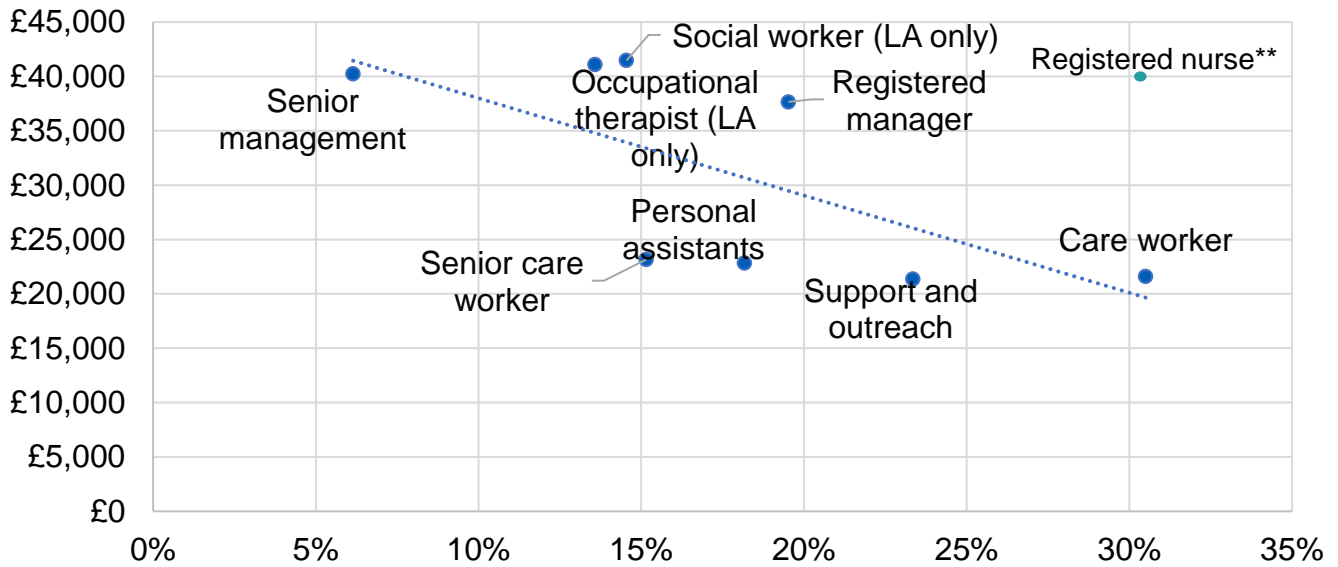 £45,000
£40,000
£35,000
£30,000
£25,000
£20,000
£15,000
£10,000
£5,000
£0
Social worker (LA only)
Registered nurse**
Senior
management
Occupational
therapist (LA
only)
Registered
manager
Personal
assistants
Senior care
worker
Support and
outreach
Care worker
0%
5%
10%
15%
20%
25%
30%
35%